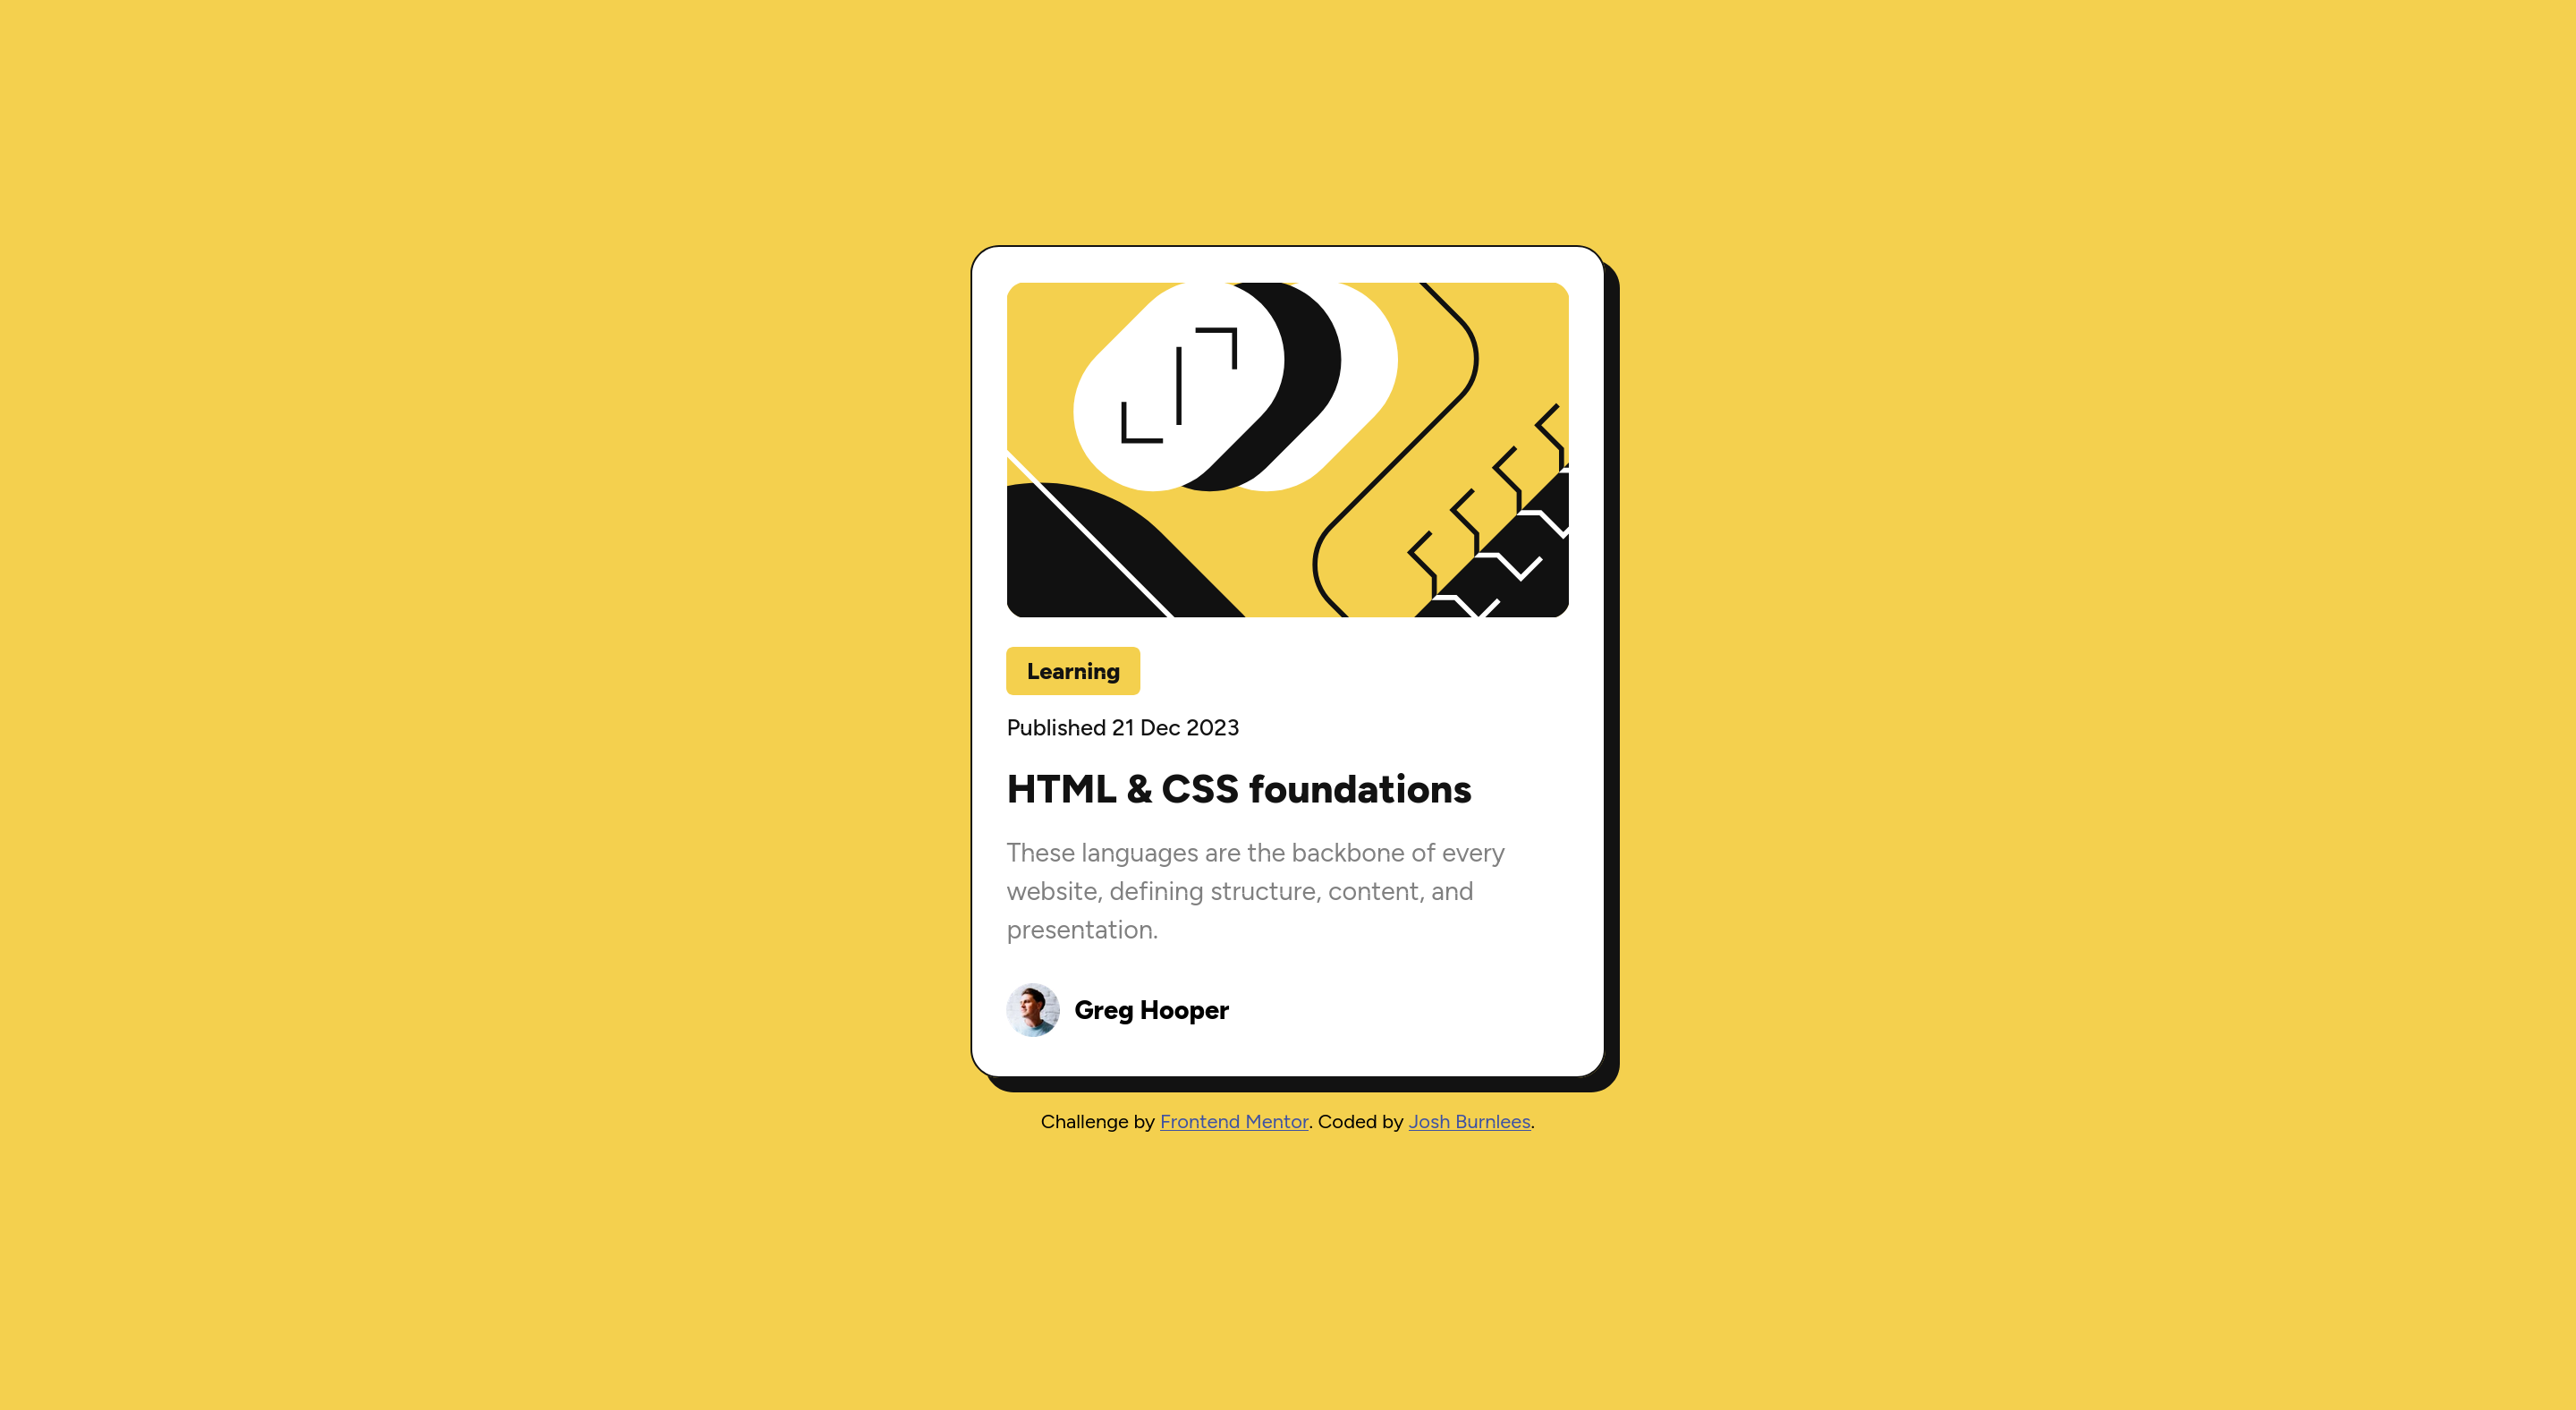 Learning
Published 21 Dec 2023
HTML & CSS foundations
These languages are the backbone of every
website, defining structure, content, and
presentation.
Greg Hooper
Challenge by Frontend Mentor. Coded by Josh Burnlees.